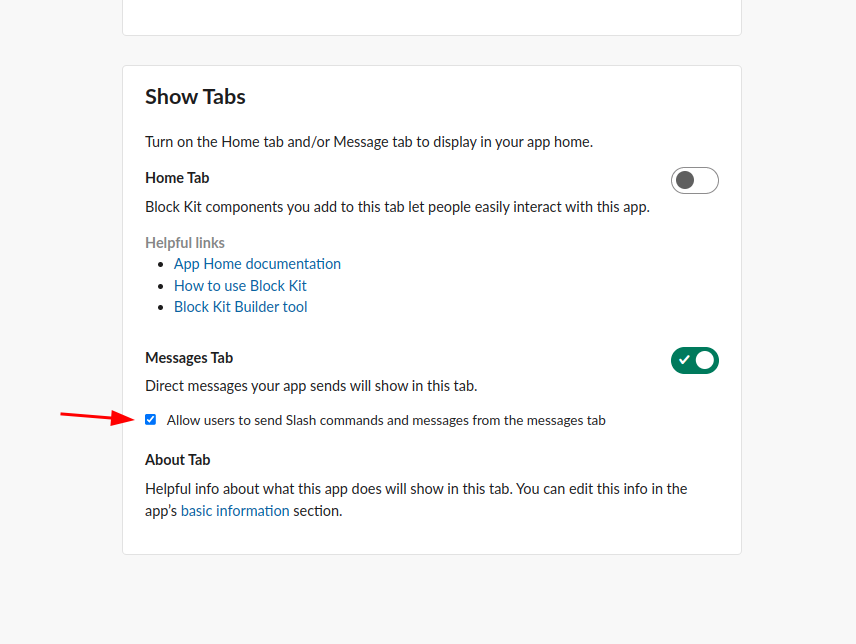 Show Tabs
Turn on the Home tab and/or Message tab to display in your app home.
Home Tab
Block Kit components you add to this tab let people easily interact with this app.
Helpful links
App Home documentation
How to use Block Kit
Block Kit Builder tool
Messages Tab
Direct messages your app sends will show in this tab.
Allow users to send Slash commands and messages from the messages tab
About Tab
Helpful info about what this app does will show in this tab. You can edit this info in the
app’s basic information section.